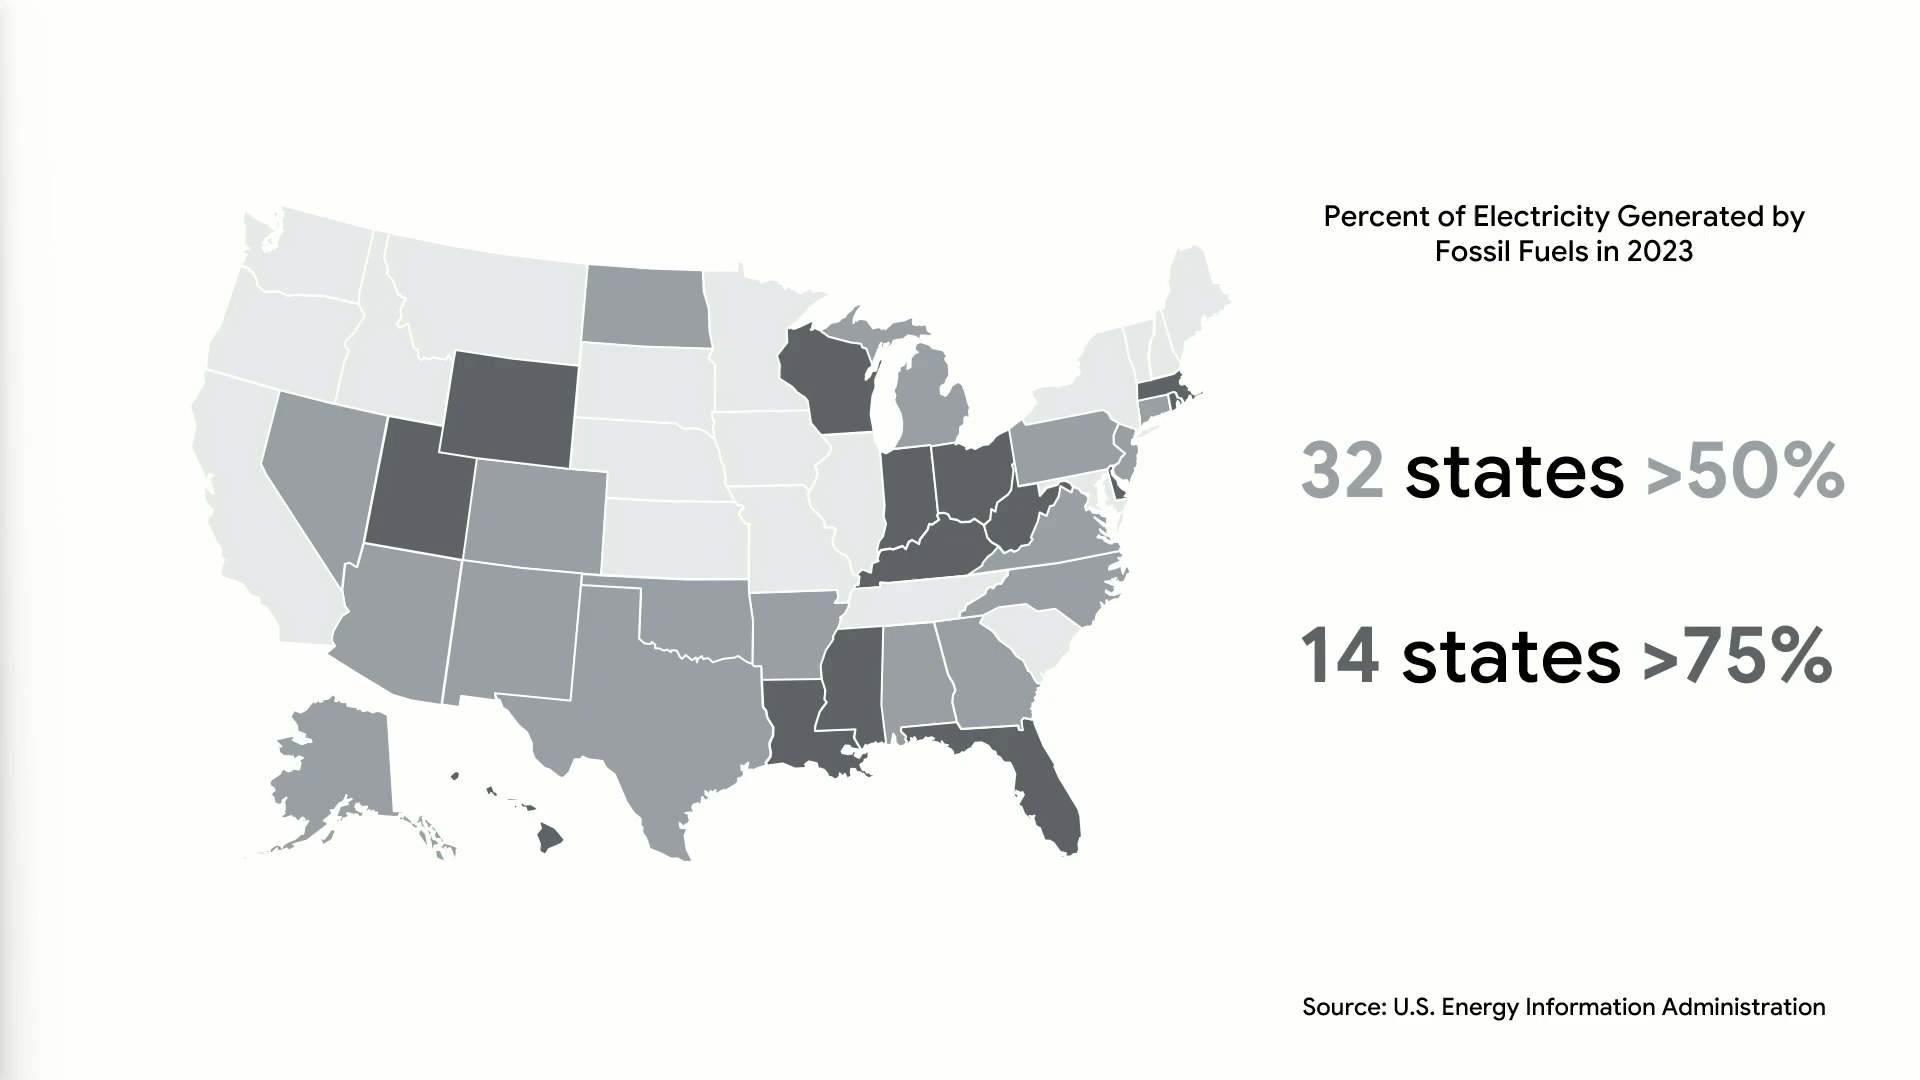 Percent of Electricity Generated by
Fossil Fuels in 2023
32 states >50%
14 states >75%
Source: U.S. Energy Information Administration